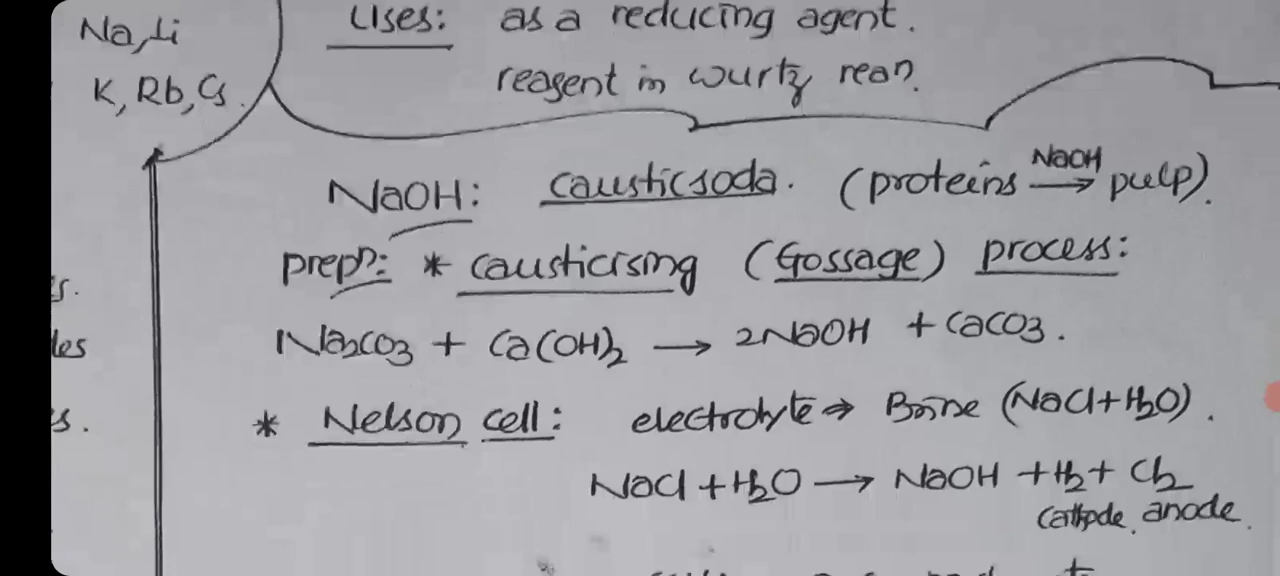 Na, Li
K, Rb, Cs.
Uses: as a reducing agent.
reagent in wurtz rea?.
NaOH: causticsoda. (proteins NaOH → pulp).
prepn: * causticising (Gossage) process:
Na2CO3 + Ca(OH)2 → 2NaOH + CaCO3.
s.
les
s.
* Nelson cell: electrolyte ⇒ Brine (NaCl+H2O).
NaCl + H2O → NaOH + H2 + Cl2
cathode. anode.